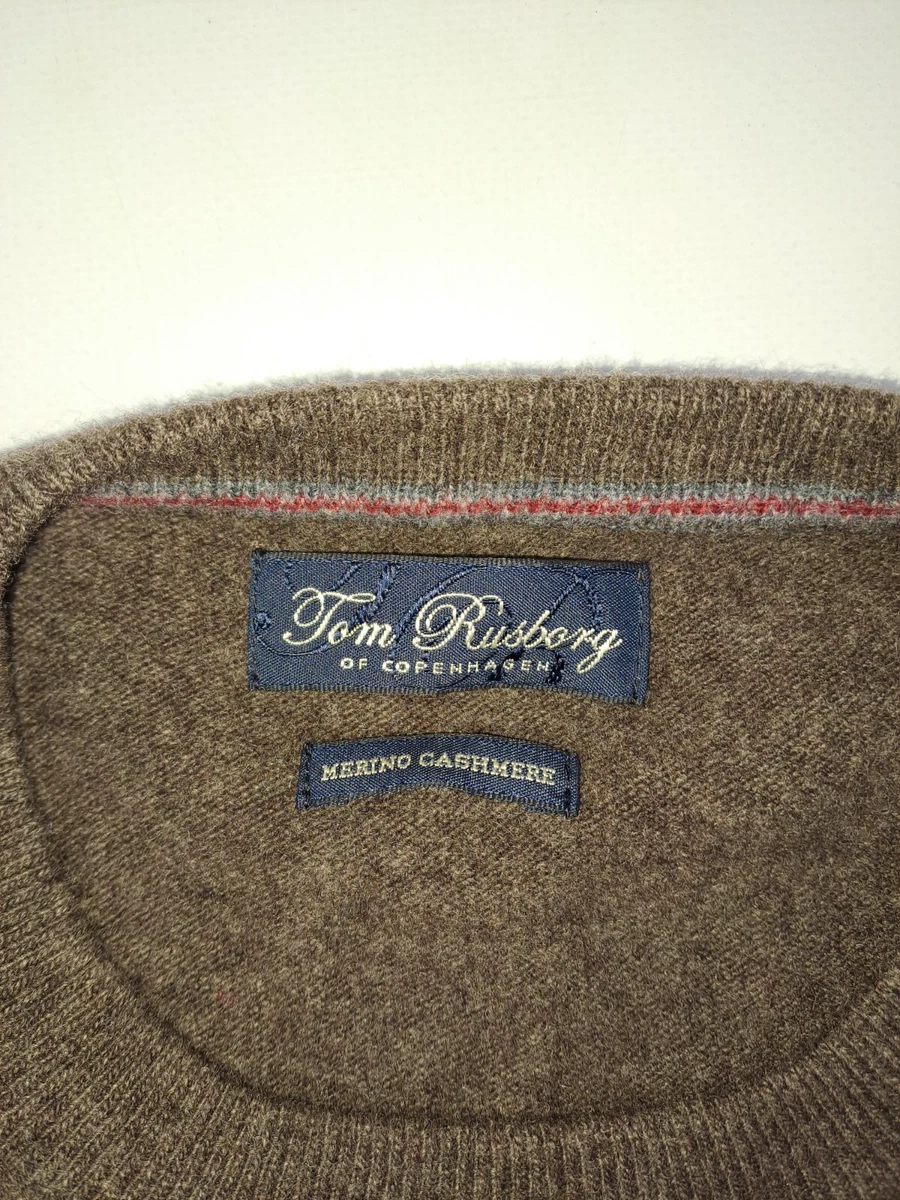 Tom Rusborg
OF COPENHAGEN
MERINO CASHMERE